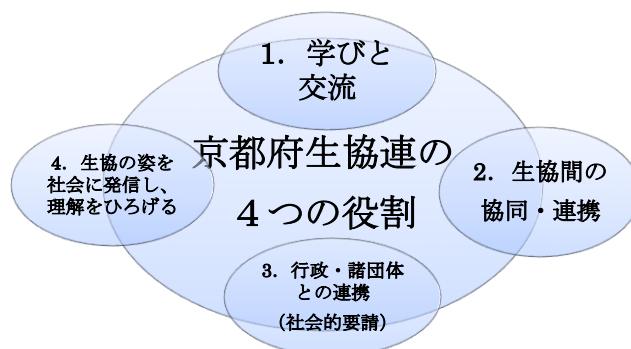 1. 学びと
交流
京都府生協連の
４つの役割
2. 生協間の
協同・連携
3. 行政・諸団体
との連携
（社会的要請）
4. 生協の姿を
社会に発信し、
理解をひろげる